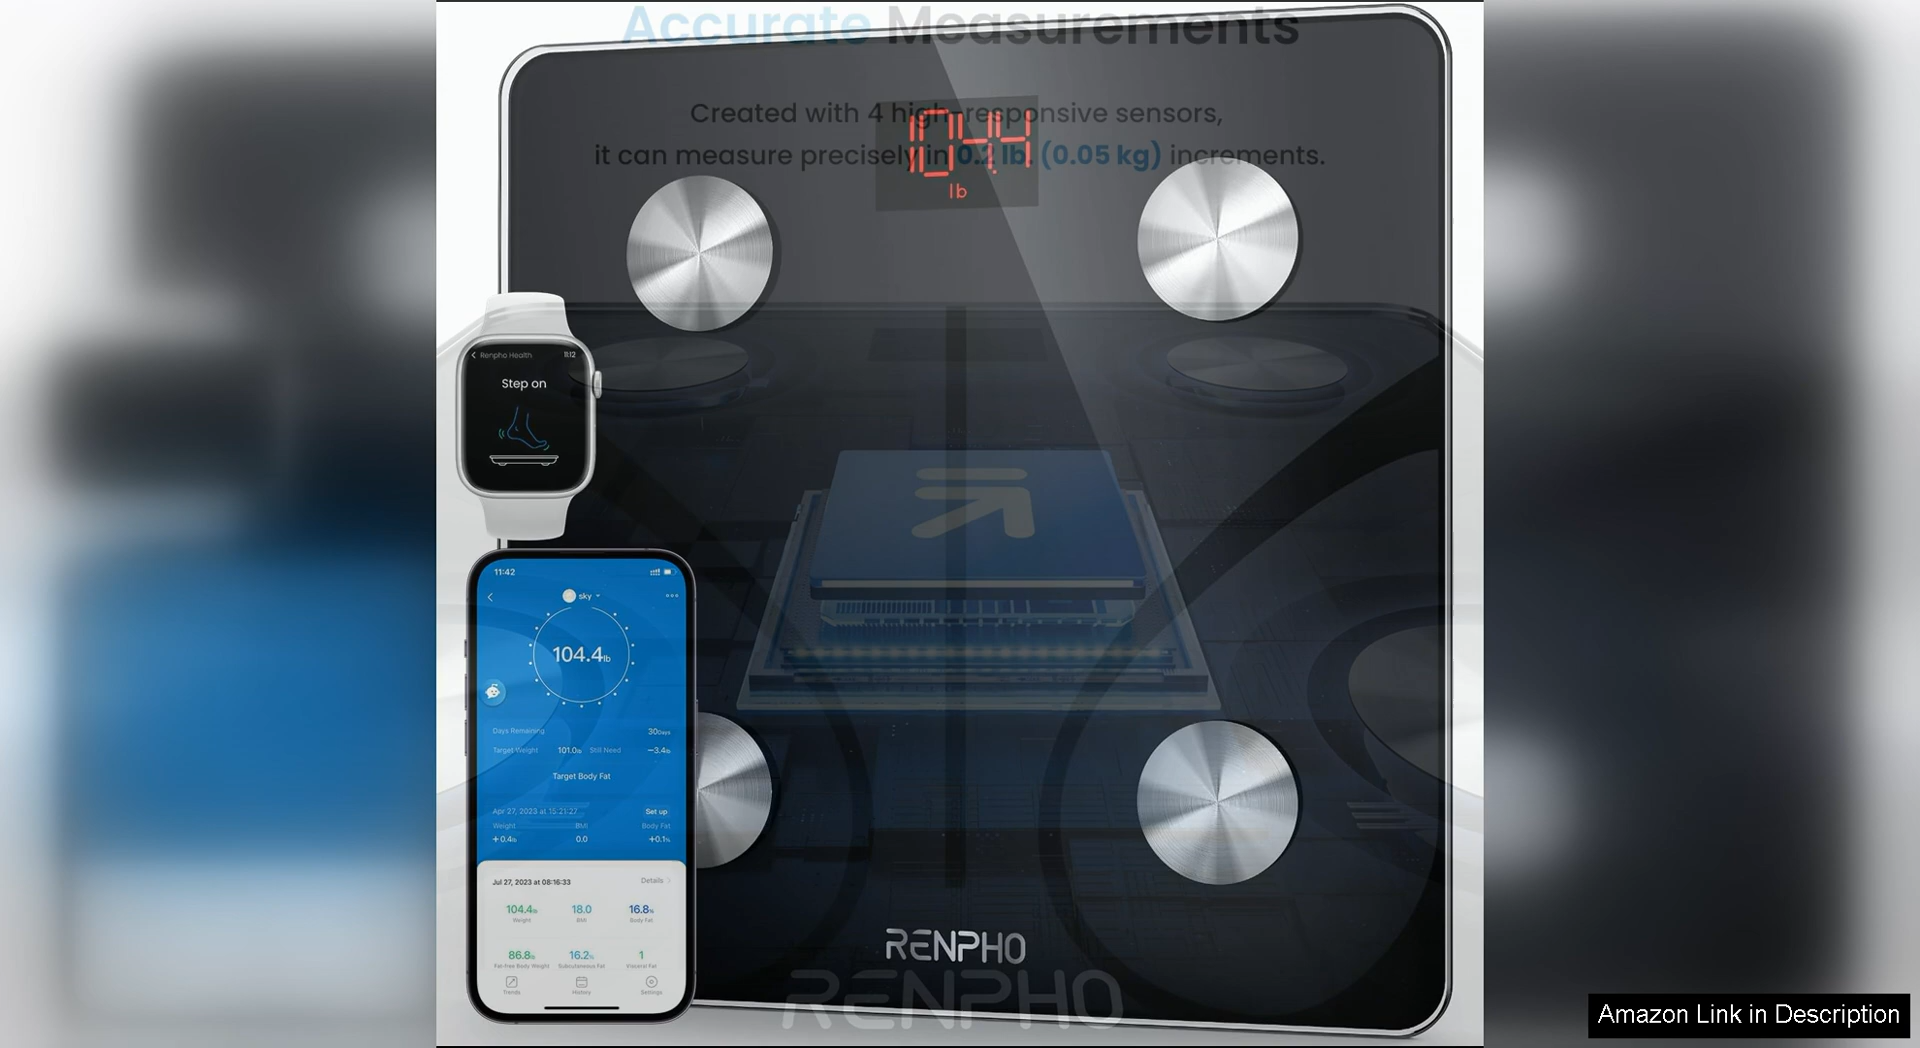 Accurate Measurements
Created with 4 high-responsive sensors,
it can measure precisely in 0.2 lb. (0.05 kg) increments.
104.4
lb
Renpho Health 11:12
Step on
11:42
sky
104.4lb
Days Remaining 30Days
Target Weight 101.0lb Still Need −3.4lb
Target Body Fat
Apr 27, 2023 at 15:21:27 Set up
Weight BMI Body Fat
+0.4lb 0.0 +0.1%
Jul 27, 2023 at 08:16:33 Details
104.4lb 18.0 16.8%
Weight BMI Body Fat
86.8lb 16.2% 1
Fat-free Body Weight Subcutaneous Fat Visceral Fat
Trends History Settings
RENPHO
RENPHO
Amazon Link in Description